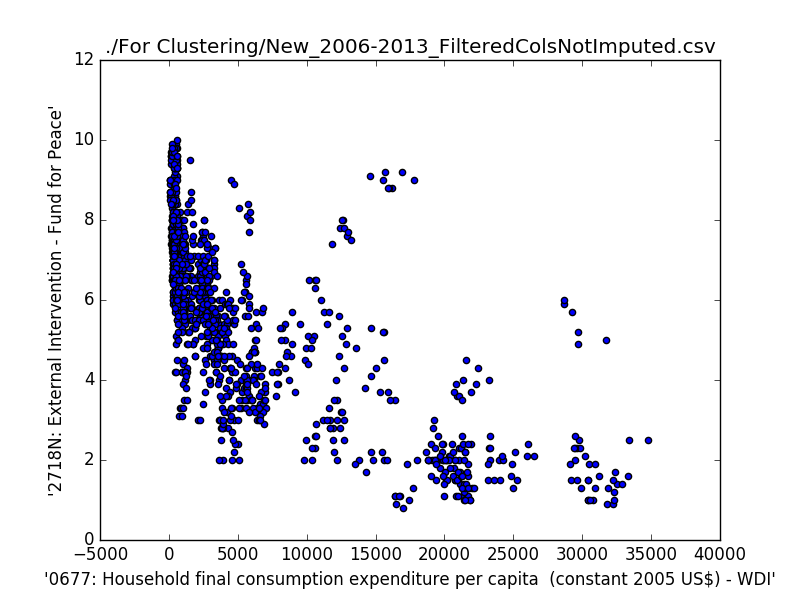 ./For Clustering/New_2006-2013_FilteredColsNotImputed.csv
'2718N: External Intervention - Fund for Peace'
12
10
8
6
4
2
0
−5000 0 5000 10000 15000 20000 25000 30000 35000 40000
'0677: Household final consumption expenditure per capita  (constant 2005 US$) - WDI'